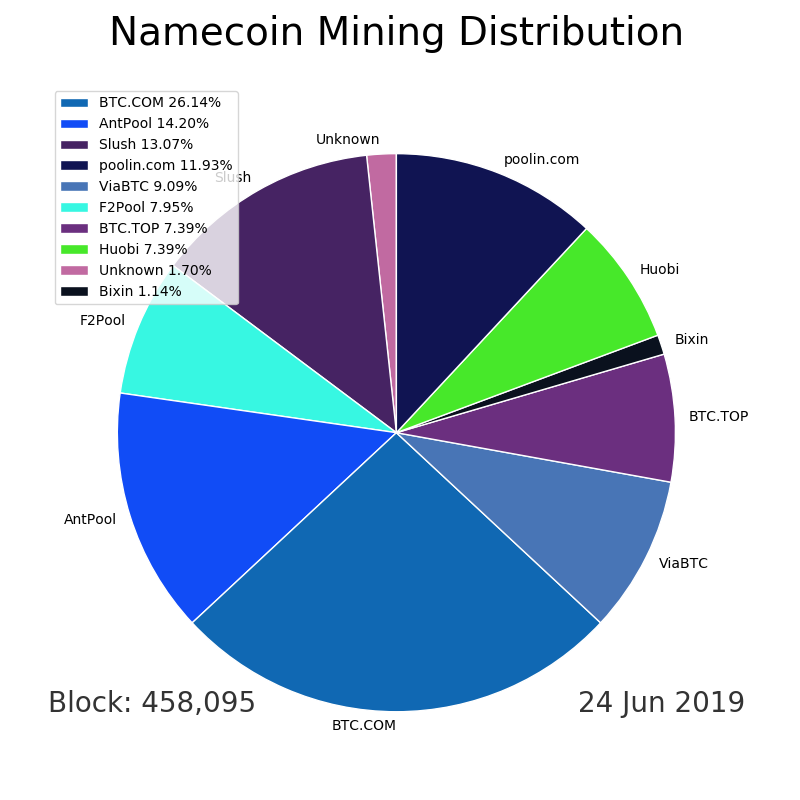 Namecoin Mining Distribution
BTC.COM 26.14%
AntPool 14.20%
Slush 13.07%
poolin.com 11.93%
ViaBTC 9.09%
F2Pool 7.95%
BTC.TOP 7.39%
Huobi 7.39%
Unknown 1.70%
Bixin 1.14%
Unknown
poolin.com
Slush
Huobi
F2Pool
Bixin
BTC.TOP
AntPool
ViaBTC
Block: 458,095
24 Jun 2019
BTC.COM